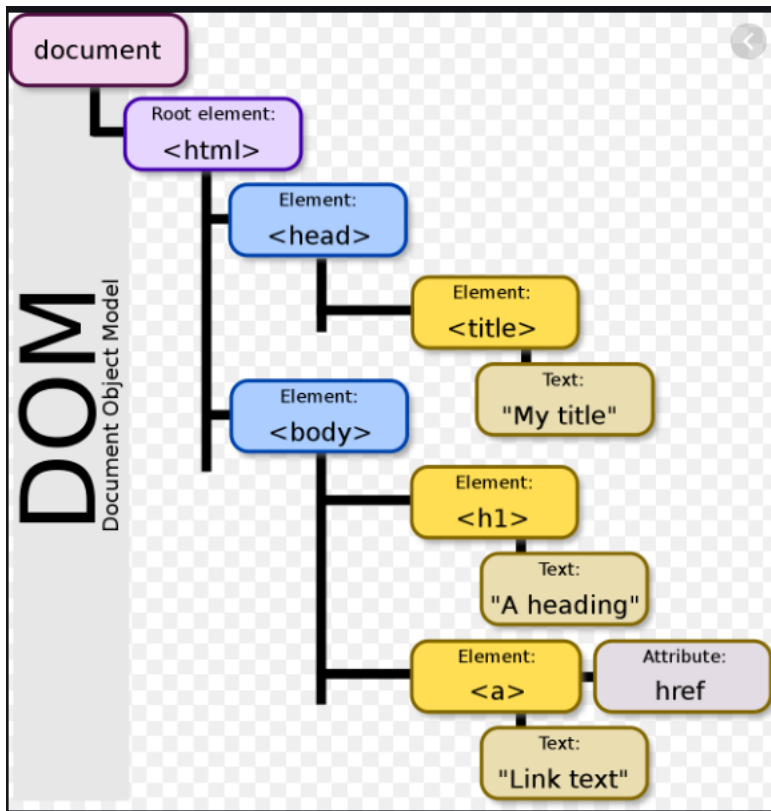 document
Root element:
<html>
Element:
<head>
Element:
<title>
Text:
"My title"
Element:
<body>
Element:
<h1>
Text:
"A heading"
Element:
<a>
Attribute:
href
Text:
"Link text"
DOM
Document Object Model